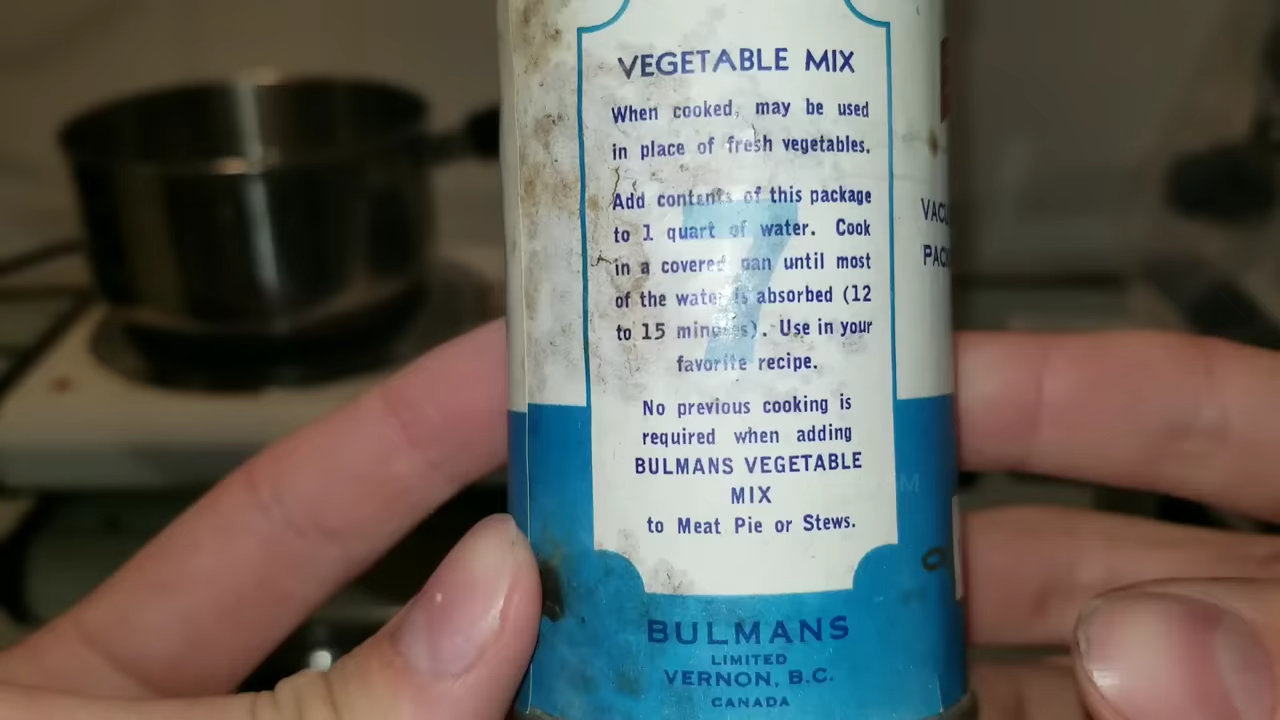 VEGETABLE MIX
When cooked, may be used
in place of fresh vegetables.
Add contents of this package
to 1 quart of water. Cook
in a covered pan until most
of the water is absorbed (12
to 15 minutes). Use in your
favorite recipe.
No previous cooking is
required when adding
BULMANS VEGETABLE
MIX
to Meat Pie or Stews.
7
BULMANS
LIMITED
VERNON, B.C.
CANADA